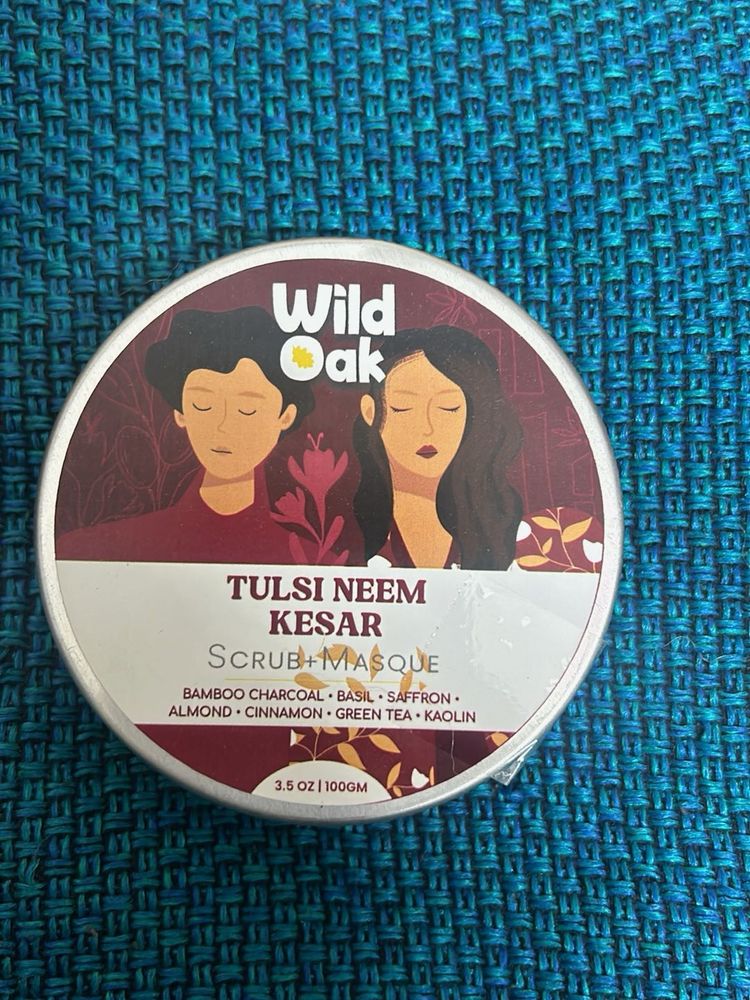 Wild
Oak
TULSI NEEM
KESAR
SCRUB+MASQUE
BAMBOO CHARCOAL • BASIL • SAFFRON •
ALMOND • CINNAMON • GREEN TEA • KAOLIN
3.5 OZ | 100GM